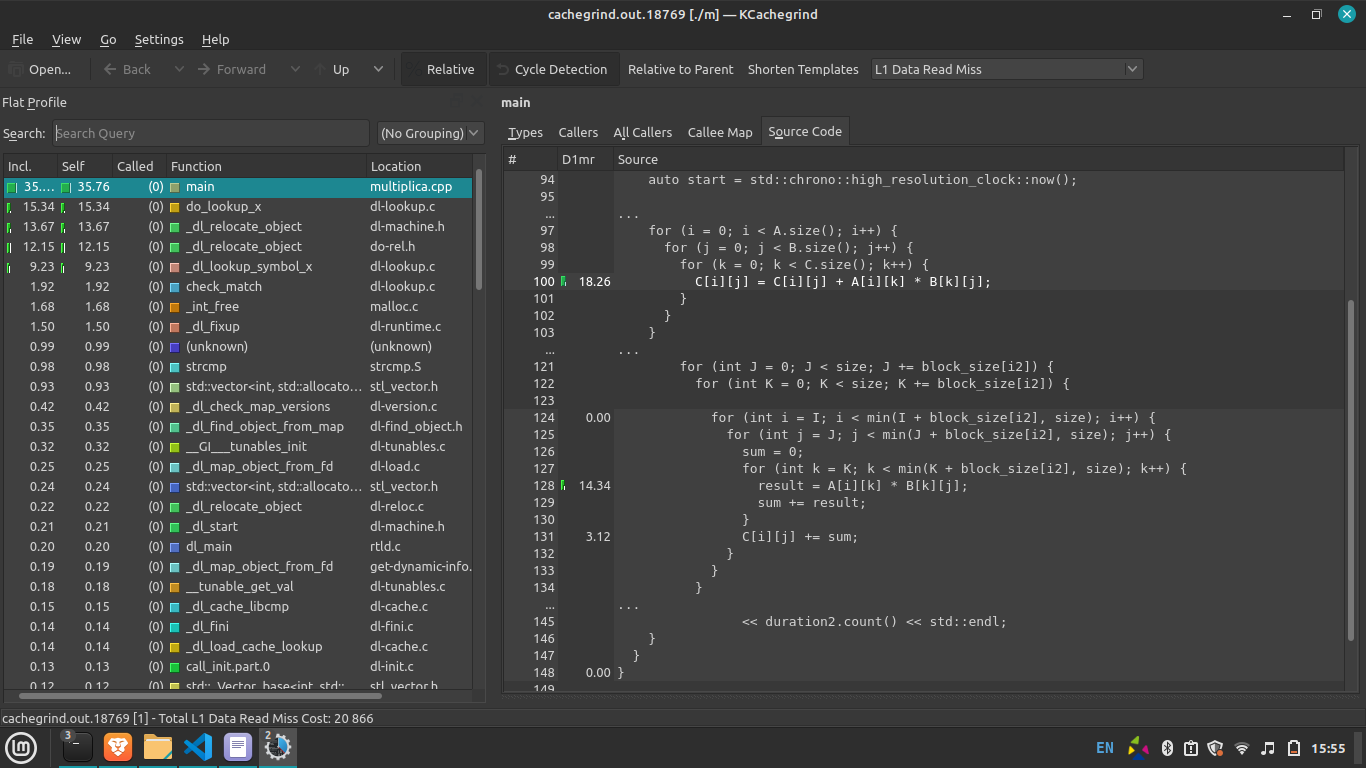 cachegrind.out.18769 [./m] — KCachegrind
File View Go Settings Help
Open... Back Forward Up Relative Cycle Detection Relative to Parent Shorten Templates L1 Data Read Miss
Flat Profile
Search: Search Query (No Grouping)
Incl. Self Called Function Location
35.... 35.76 (0) main multiplica.cpp
15.34 15.34 (0) do_lookup_x dl-lookup.c
13.67 13.67 (0) _dl_relocate_object dl-machine.h
12.15 12.15 (0) _dl_relocate_object do-rel.h
9.23 9.23 (0) _dl_lookup_symbol_x dl-lookup.c
1.92 1.92 (0) check_match dl-lookup.c
1.68 1.68 (0) _int_free malloc.c
1.50 1.50 (0) _dl_fixup dl-runtime.c
0.99 0.99 (0) (unknown) (unknown)
0.98 0.98 (0) strcmp strcmp.S
0.93 0.93 (0) std::vector<int, std::allocato... stl_vector.h
0.42 0.42 (0) _dl_check_map_versions dl-version.c
0.35 0.35 (0) _dl_find_object_from_map dl-find_object.h
0.32 0.32 (0) __GI___tunables_init dl-tunables.c
0.25 0.25 (0) _dl_map_object_from_fd dl-load.c
0.24 0.24 (0) std::vector<int, std::allocato... stl_vector.h
0.22 0.22 (0) _dl_relocate_object dl-reloc.c
0.21 0.21 (0) _dl_start dl-machine.h
0.20 0.20 (0) dl_main rtld.c
0.19 0.19 (0) _dl_map_object_from_fd get-dynamic-info.
0.18 0.18 (0) __tunable_get_val dl-tunables.c
0.15 0.15 (0) _dl_cache_libcmp dl-cache.c
0.14 0.14 (0) _dl_fini dl-fini.c
0.14 0.14 (0) _dl_load_cache_lookup dl-cache.c
0.13 0.13 (0) call_init.part.0 dl-init.c
0.12 0.12 (0) std::_Vector_base<int, std:: stl_vector.h
main
Types Callers All Callers Callee Map Source Code
# D1mr Source
94 auto start = std::chrono::high_resolution_clock::now();
95
... ...
97 for (i = 0; i < A.size(); i++) {
98 for (j = 0; j < B.size(); j++) {
99 for (k = 0; k < C.size(); k++) {
100 18.26 C[i][j] = C[i][j] + A[i][k] * B[k][j];
101 }
102 }
103 }
... ...
121 for (int J = 0; J < size; J += block_size[i2]) {
122 for (int K = 0; K < size; K += block_size[i2]) {
123
124 0.00 for (int i = I; i < min(I + block_size[i2], size); i++) {
125 for (int j = J; j < min(J + block_size[i2], size); j++) {
126 sum = 0;
127 for (int k = K; k < min(K + block_size[i2], size); k++) {
128 14.34 result = A[i][k] * B[k][j];
129 sum += result;
130 }
131 3.12 C[i][j] += sum;
132 }
133 }
134 }
... ...
145 << duration2.count() << std::endl;
146 }
147 }
148 0.00 }
149
cachegrind.out.18769 [1] - Total L1 Data Read Miss Cost: 20 866
3 2 EN 15:55